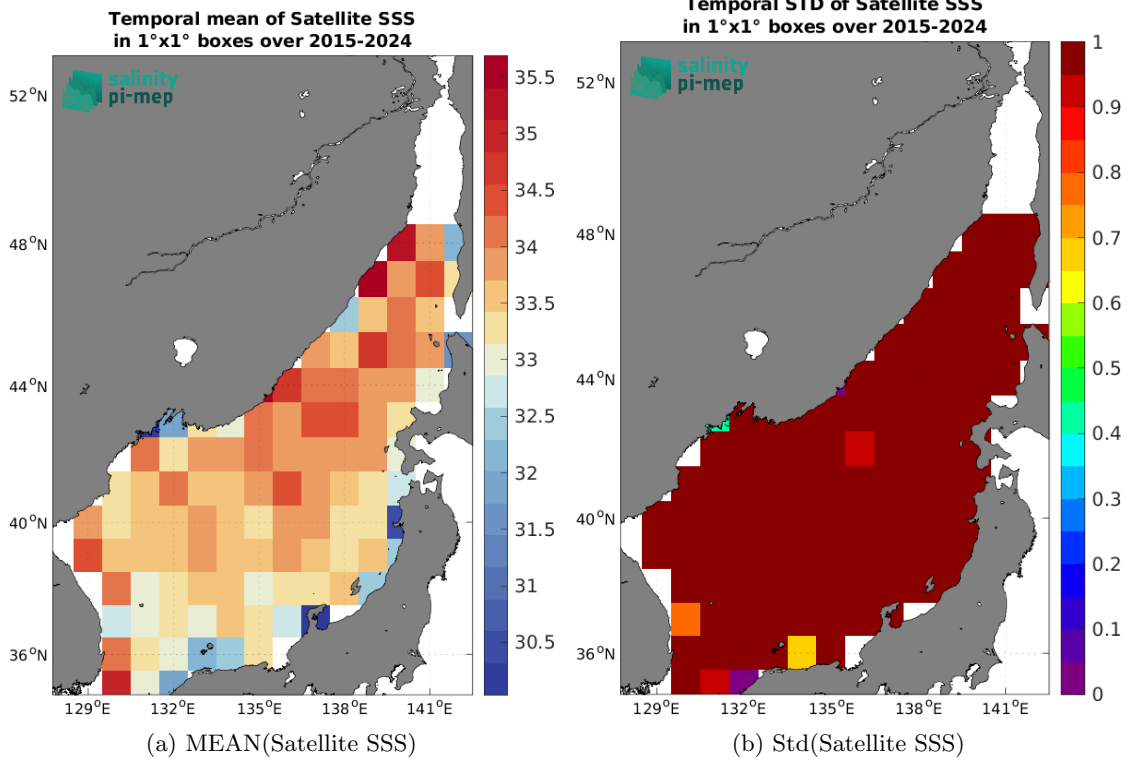 Temporal mean of Satellite SSS
in 1°x1° boxes over 2015-2024
salinity
pi-mep
52°N
48°N
44°N
40°N
36°N
129°E
132°E
135°E
138°E
141°E
35.5
35
34.5
34
33.5
33
32.5
32
31.5
31
30.5
(a) MEAN(Satellite SSS)
Temporal STD of Satellite SSS
in 1°x1° boxes over 2015-2024
salinity
pi-mep
52°N
48°N
44°N
40°N
36°N
129°E
132°E
135°E
138°E
141°E
1
0.9
0.8
0.7
0.6
0.5
0.4
0.3
0.2
0.1
0
(b) Std(Satellite SSS)